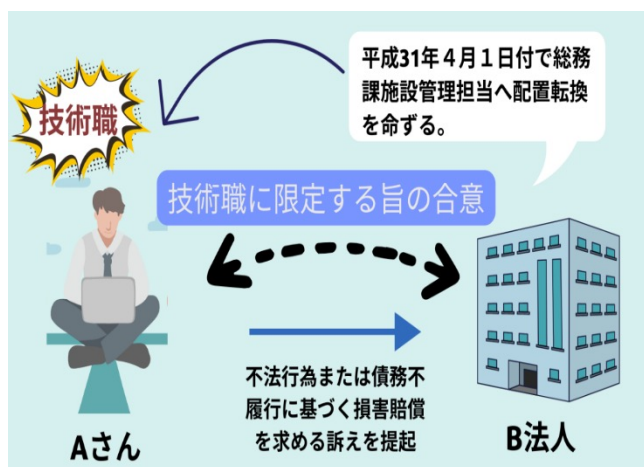 平成31年４月１日付で総務
課施設管理担当へ配置転換
を命ずる。
技術職
技術職に限定する旨の合意
不法行為または債務不
履行に基づく損害賠償
を求める訴えを提起
Aさん
B法人